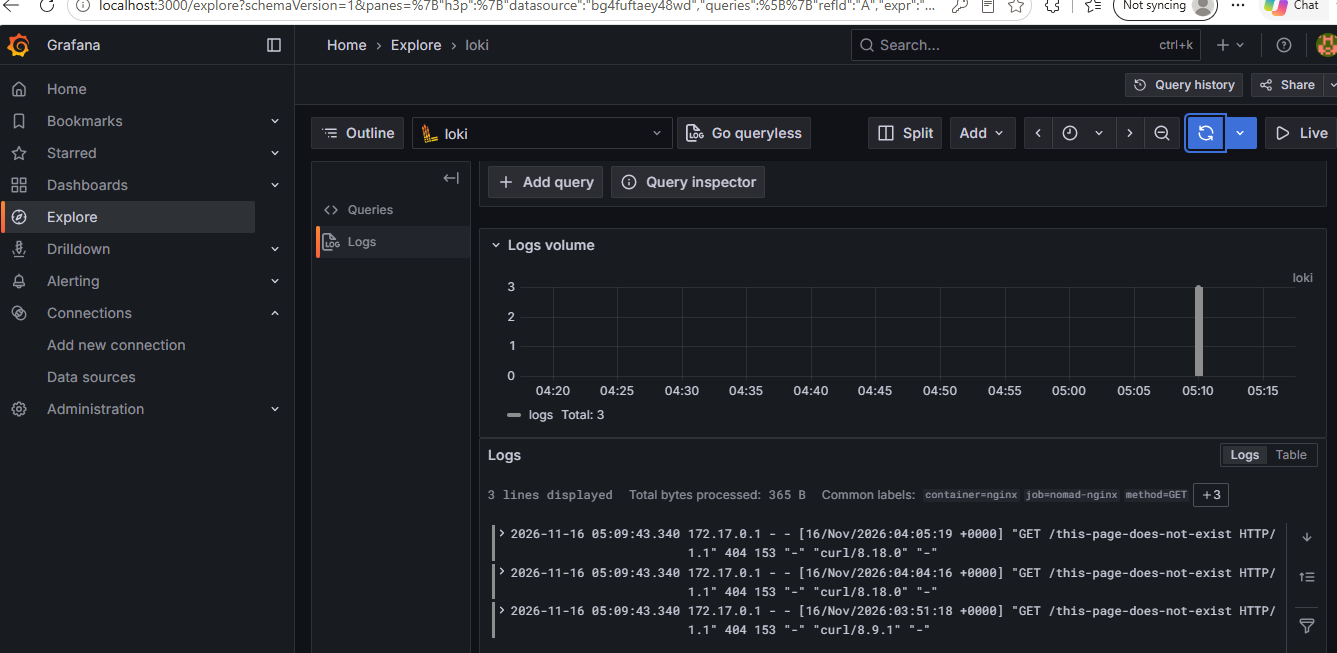 localhost:3000/explore?schemaVersion=1&panes=%7B"h3p":%7B"datasource":"bg4fuftaey48wd","queries":%5B%7B"refId":"A","expr":"...
Not syncing
Chat
Grafana
Home › Explore › loki
Search...
ctrl+k
Query history
Share
Home
Bookmarks
Starred
Dashboards
Explore
Drilldown
Alerting
Connections
Add new connection
Data sources
Administration
Outline
loki
Go queryless
Split
Add
Live
Queries
Logs
+ Add query
Query inspector
Logs volume
loki
3
2
1
0
04:20 04:25 04:30 04:35 04:40 04:45 04:50 04:55 05:00 05:05 05:10 05:15
logs Total: 3
Logs
Logs Table
3 lines displayed Total bytes processed: 365 B Common labels: container=nginx job=nomad-nginx method=GET +3
2026-11-16 05:09:43.340 172.17.0.1 - - [16/Nov/2026:04:05:19 +0000] "GET /this-page-does-not-exist HTTP/
1.1" 404 153 "-" "curl/8.18.0" "-"
2026-11-16 05:09:43.340 172.17.0.1 - - [16/Nov/2026:04:04:16 +0000] "GET /this-page-does-not-exist HTTP/
1.1" 404 153 "-" "curl/8.18.0" "-"
2026-11-16 05:09:43.340 172.17.0.1 - - [16/Nov/2026:03:51:18 +0000] "GET /this-page-does-not-exist HTTP/
1.1" 404 153 "-" "curl/8.9.1" "-"